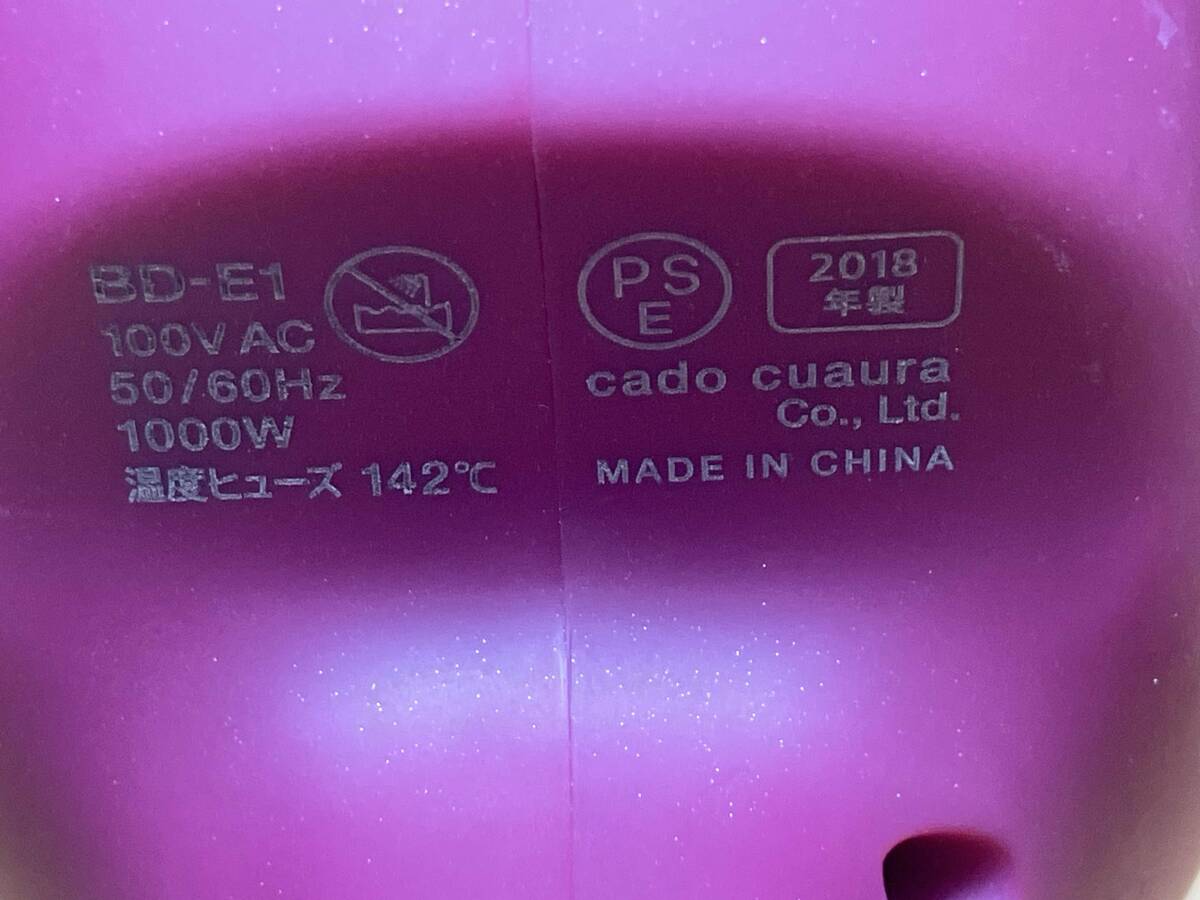 BD-E1
100V AC
50/60Hz
1000W
温度ヒューズ 142℃
PS
E
2018
年製
cado cuaura
Co., Ltd.
MADE IN CHINA